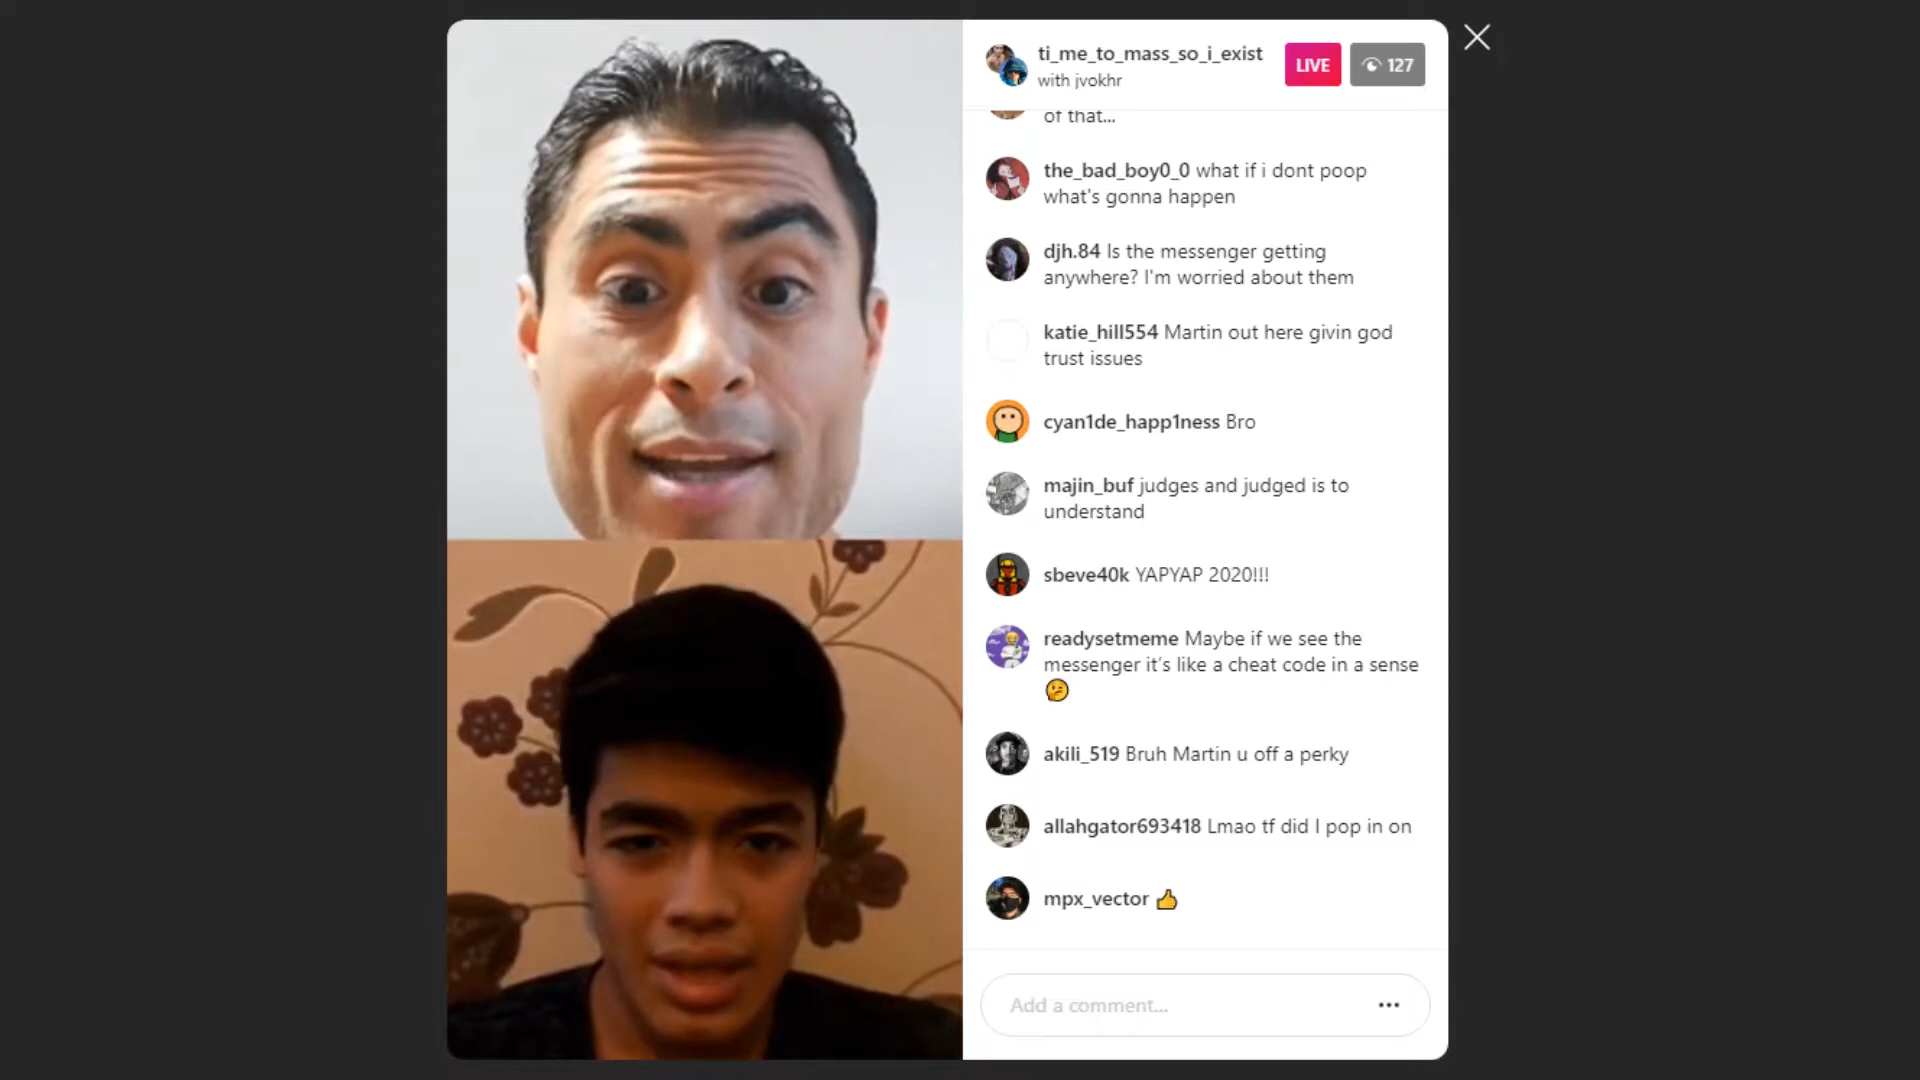 ti_me_to_mass_so_i_exist
with jvokhr
LIVE
127
of that...
the_bad_boy0_0 what if i dont poop
what's gonna happen
djh.84 Is the messenger getting
anywhere? I'm worried about them
katie_hill554 Martin out here givin god
trust issues
cyan1de_happ1ness Bro
majin_buf judges and judged is to
understand
sbeve40k YAPYAP 2020!!!
readysetmeme Maybe if we see the
messenger it’s like a cheat code in a sense
🤔
akili_519 Bruh Martin u off a perky
allahgator693418 Lmao tf did I pop in on
mpx_vector 👍
Add a comment...